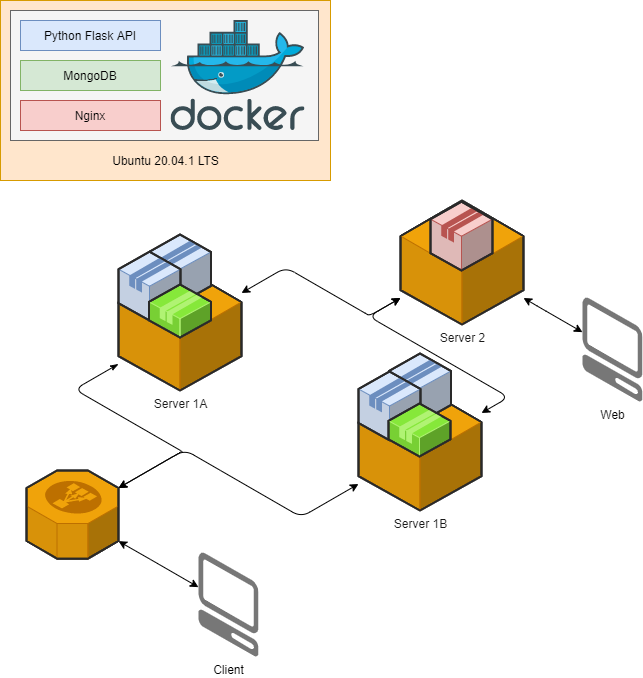 Python Flask API
MongoDB
Nginx
docker
Ubuntu 20.04.1 LTS
Server 2
Server 1A
Web
Server 1B
Client